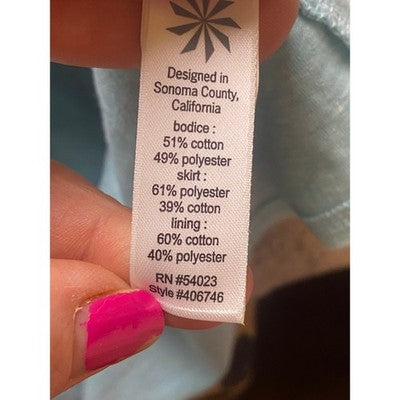 Designed in
Sonoma County,
California
bodice :
51% cotton
49% polyester
skirt :
61% polyester
39% cotton
lining :
60% cotton
40% polyester
RN #54023
Style #406746